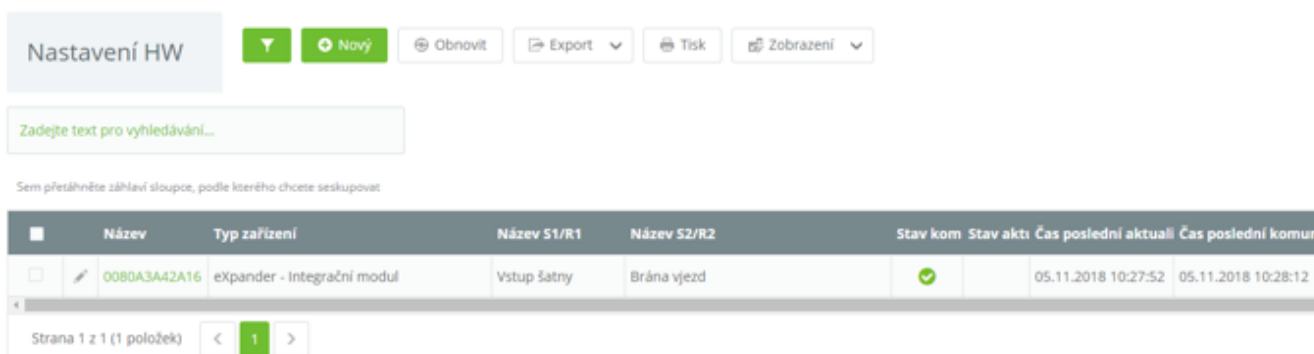 Nastavení HW
Nový
Obnovit
Export
Tisk
Zobrazení
Zadejte text pro vyhledávání...
Sem přetáhněte záhlaví sloupce, podle kterého chcete seskupovat
Název Typ zařízení Název S1/R1 Název S2/R2 Stav kom Stav aktu Čas poslední aktuali Čas poslední komun
0080A3A42A16 eXpander - Integrační modul Vstup šatny Brána vjezd 05.11.2018 10:27:52 05.11.2018 10:28:12
Strana 1 z 1 (1 položek) < 1 >